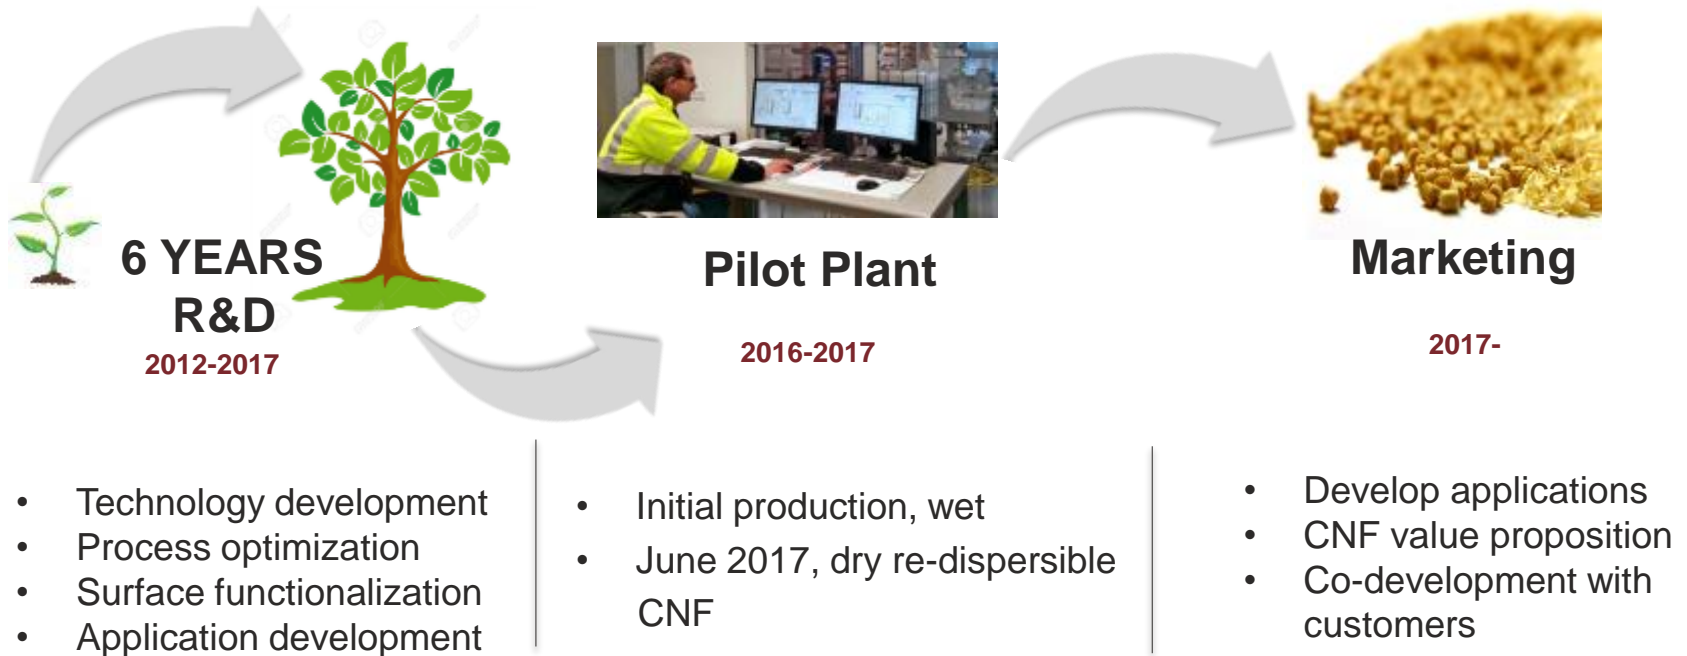 6 YEARS
R&D
2012-2017
• Technology development
• Process optimization
• Surface functionalization
• Application development
Pilot Plant
2016-2017
• Initial production, wet
• June 2017, dry re-dispersible
CNF
Marketing
2017-
• Develop applications
• CNF value proposition
• Co-development with
customers